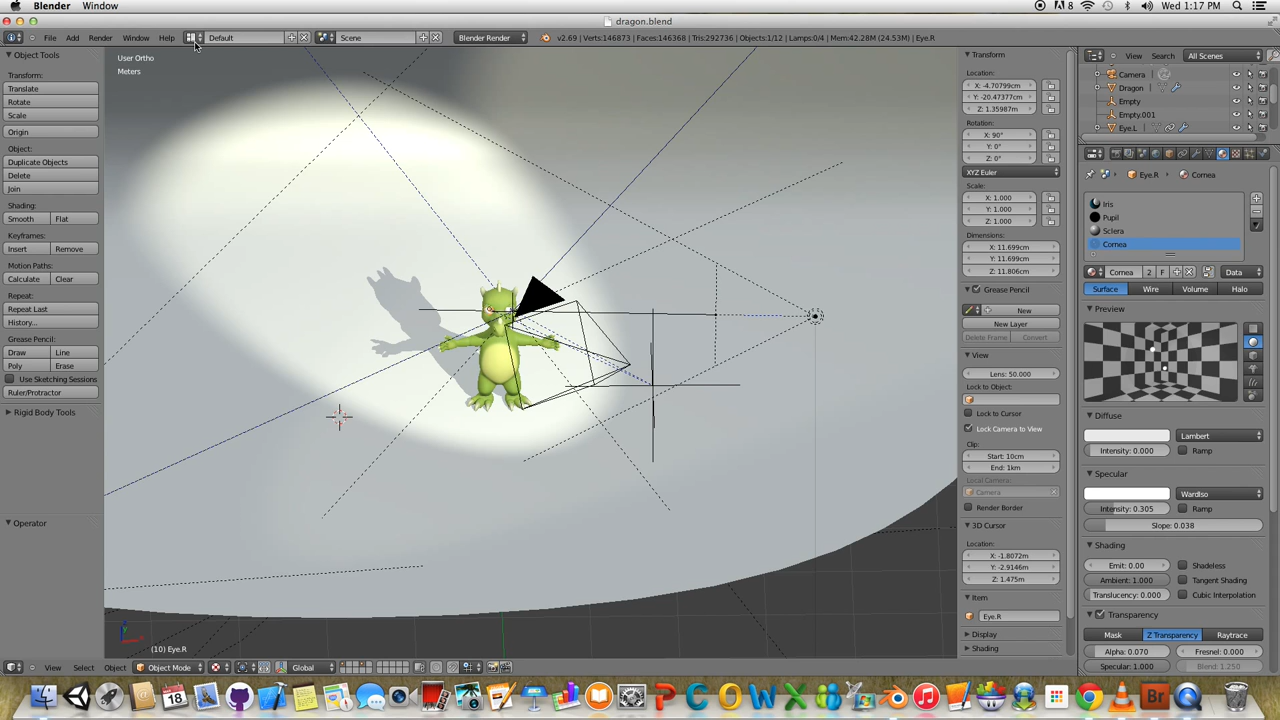 Blender Window
8 Wed 1:17 PM
dragon.blend
File Add Render Window Help Default Scene Blender Render v2.69 | Verts:146873 | Faces:146368 | Tris:292736 | Objects:1/12 | Lamps:0/4 | Mem:42.28M (24.53M) | Eye.R
Object Tools
Transform:
Translate
Rotate
Scale
Origin
Object:
Duplicate Objects
Delete
Join
Shading:
Smooth Flat
Keyframes:
Insert Remove
Motion Paths:
Calculate Clear
Repeat:
Repeat Last
History...
Grease Pencil:
Draw Line
Poly Erase
Use Sketching Sessions
Ruler/Protractor
Rigid Body Tools
Operator
User Ortho
Meters
(10) Eye.R
View Select Object Object Mode Global
Transform
Location:
X: -4.70799cm
Y: -20.47377cm
Z: 1.35987m
Rotation:
X: 90°
Y: 0°
Z: 0°
XYZ Euler
Scale:
X: 1.000
Y: 1.000
Z: 1.000
Dimensions:
X: 11.699cm
Y: 11.699cm
Z: 11.806cm
Grease Pencil
New
New Layer
Delete Frame Convert
View
Lens: 50.000
Lock to Object:
Lock to Cursor
Lock Camera to View
Clip:
Start: 10cm
End: 1km
Local Camera:
Camera
Render Border
3D Cursor
Location:
X: -1.8072m
Y: -2.9146m
Z: 1.475m
Item
Eye.R
Display
Shading
View Search All Scenes
Camera
Dragon
Empty
Empty.001
Eye.L
Eye.R Cornea
Iris
Pupil
Sclera
Cornea
Cornea 2 F Data
Surface Wire Volume Halo
Preview
Diffuse
Lambert
Intensity: 0.000 Ramp
Specular
WardIso
Intensity: 0.305 Ramp
Slope: 0.038
Shading
Emit: 0.00 Shadeless
Ambient: 1.000 Tangent Shading
Translucency: 0.000 Cubic Interpolation
Transparency
Mask Z Transparency Raytrace
Alpha: 0.070 Fresnel: 0.000
Specular: 1.000 Blend: 1.250